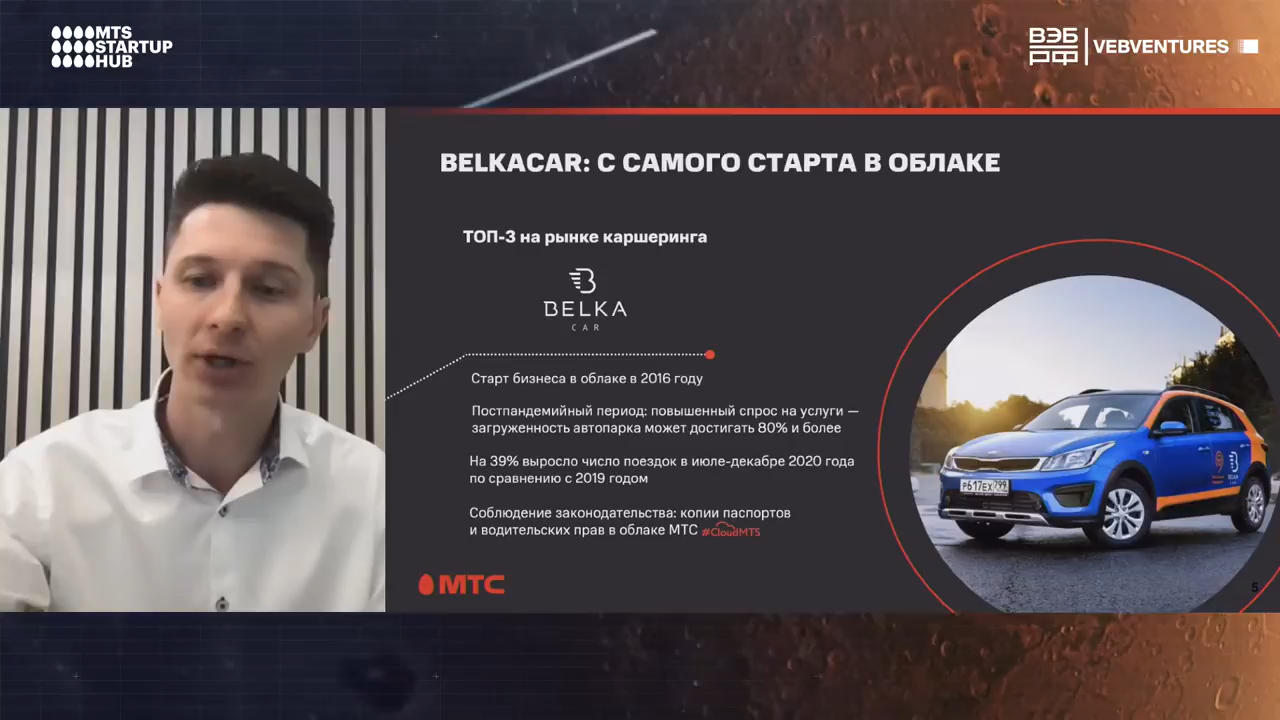 MTS
STARTUP
HUB
ВЭБ
РФ
VEBVENTURES
BELKACAR: С САМОГО СТАРТА В ОБЛАКЕ
ТОП-3 на рынке каршеринга
BELKA
CAR
Старт бизнеса в облаке в 2016 году
Постпандемийный период: повышенный спрос на услуги —
загруженность автопарка может достигать 80% и более
На 39% выросло число поездок в июле-декабре 2020 года
по сравнению с 2019 годом
Соблюдение законодательства: копии паспортов
и водительских прав в облаке МТС #CloudMTS
Р617ЕХ 799
BELKA
МТС
5